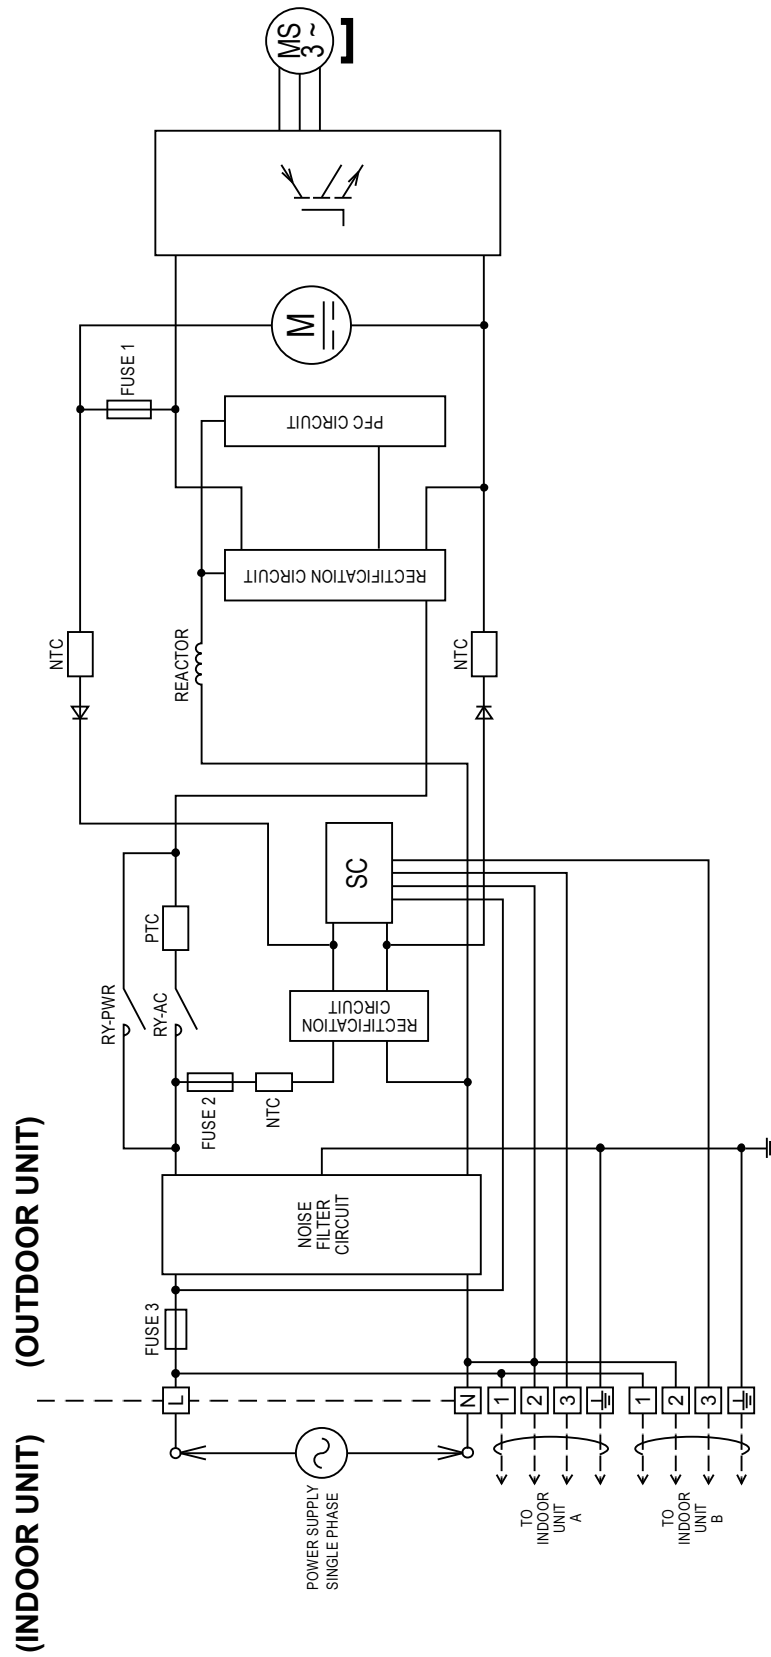 (INDOOR UNIT)
(OUTDOOR UNIT)
POWER SUPPLY
SINGLE PHASE
L
N
1
2
3
TO
INDOOR
UNIT
A
1
2
3
TO
INDOOR
UNIT
B
FUSE 3
NOISE
FILTER
CIRCUIT
FUSE 2
NTC
RY-PWR
RY-AC
PTC
RECTIFICATION
CIRCUIT
SC
NTC
REACTOR
NTC
RECTIFICATION CIRCUIT
PFC CIRCUIT
FUSE 1
M
MS
3 ~